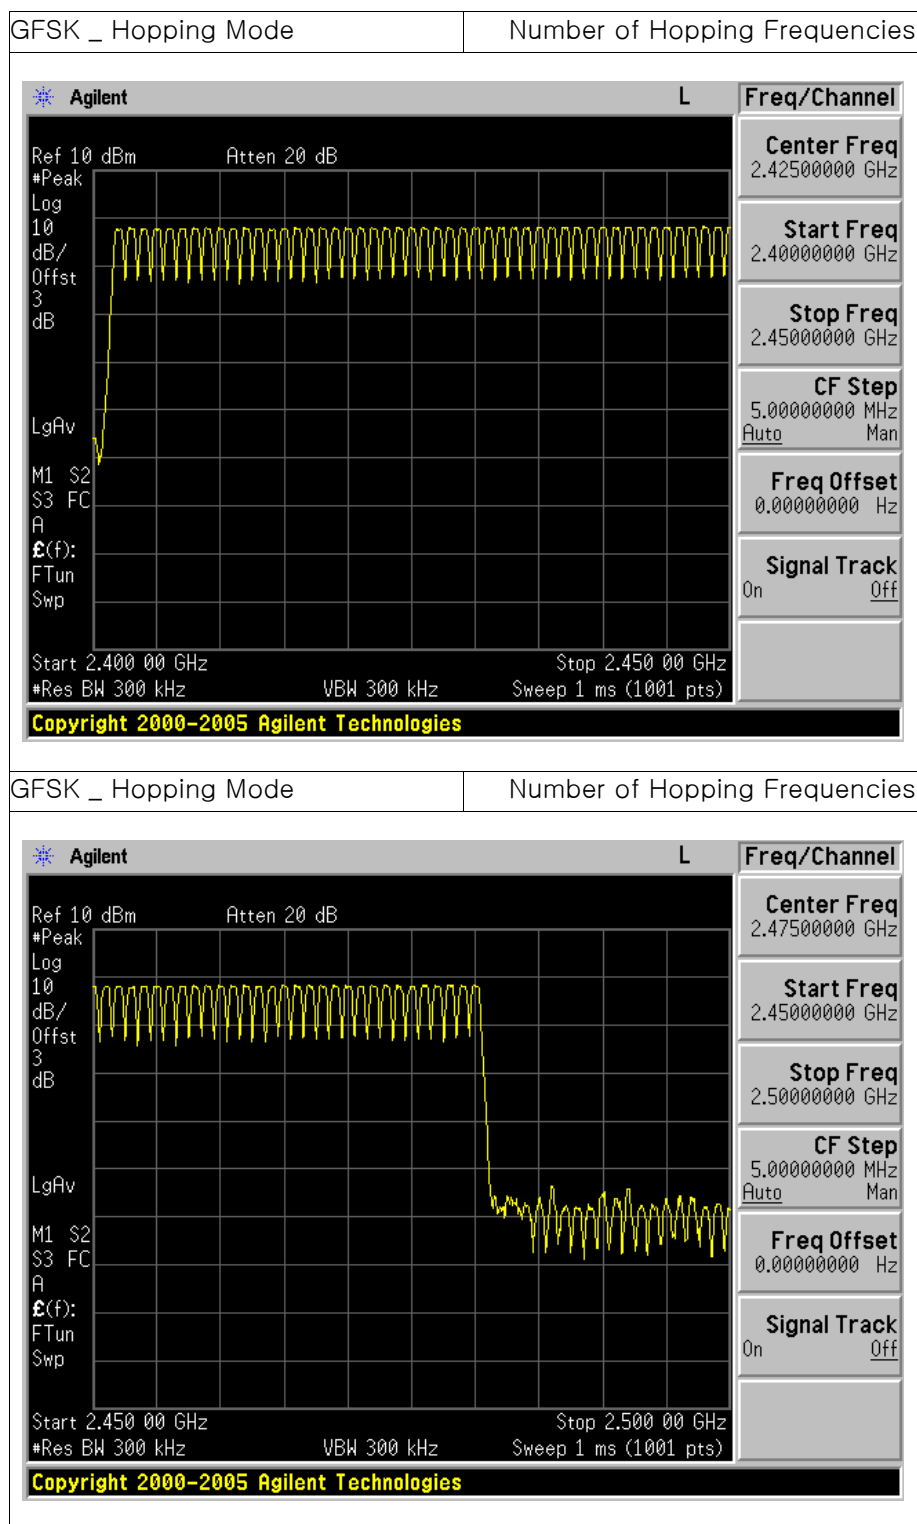 GFSK _ Hopping Mode Number of Hopping Frequencies
Agilent L Freq/Channel
Ref 10 dBm Atten 20 dB
#Peak
Log
10
dB/
Offst
3
dB
LgAv
M1 S2
S3 FC
A
£(f):
FTun
Swp
Start 2.400 00 GHz Stop 2.450 00 GHz
#Res BW 300 kHz VBW 300 kHz Sweep 1 ms (1001 pts)
Copyright 2000-2005 Agilent Technologies
Center Freq
2.42500000 GHz
Start Freq
2.40000000 GHz
Stop Freq
2.45000000 GHz
CF Step
5.00000000 MHz
Auto Man
Freq Offset
0.00000000 Hz
Signal Track
On Off
GFSK _ Hopping Mode Number of Hopping Frequencies
Agilent L Freq/Channel
Ref 10 dBm Atten 20 dB
#Peak
Log
10
dB/
Offst
3
dB
LgAv
M1 S2
S3 FC
A
£(f):
FTun
Swp
Start 2.450 00 GHz Stop 2.500 00 GHz
#Res BW 300 kHz VBW 300 kHz Sweep 1 ms (1001 pts)
Copyright 2000-2005 Agilent Technologies
Center Freq
2.47500000 GHz
Start Freq
2.45000000 GHz
Stop Freq
2.50000000 GHz
CF Step
5.00000000 MHz
Auto Man
Freq Offset
0.00000000 Hz
Signal Track
On Off